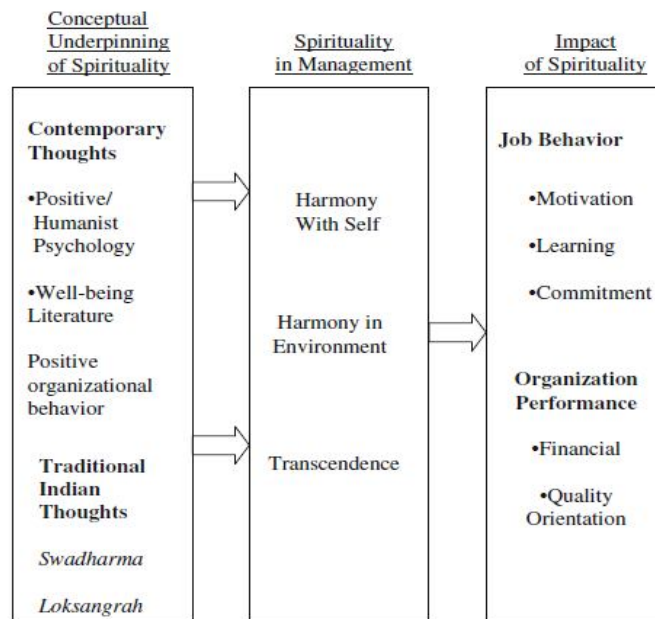 Conceptual
Underpinning
of Spirituality
Contemporary
Thoughts
•Positive/
Humanist
Psychology
•Well-being
Literature
Positive
organizational
behavior
Traditional
Indian
Thoughts
Swadharma
Loksangrah
Spirituality
in Management
Harmony
With Self
Harmony in
Environment
Transcendence
Impact
of Spirituality
Job Behavior
•Motivation
•Learning
•Commitment
Organization
Performance
•Financial
•Quality
Orientation